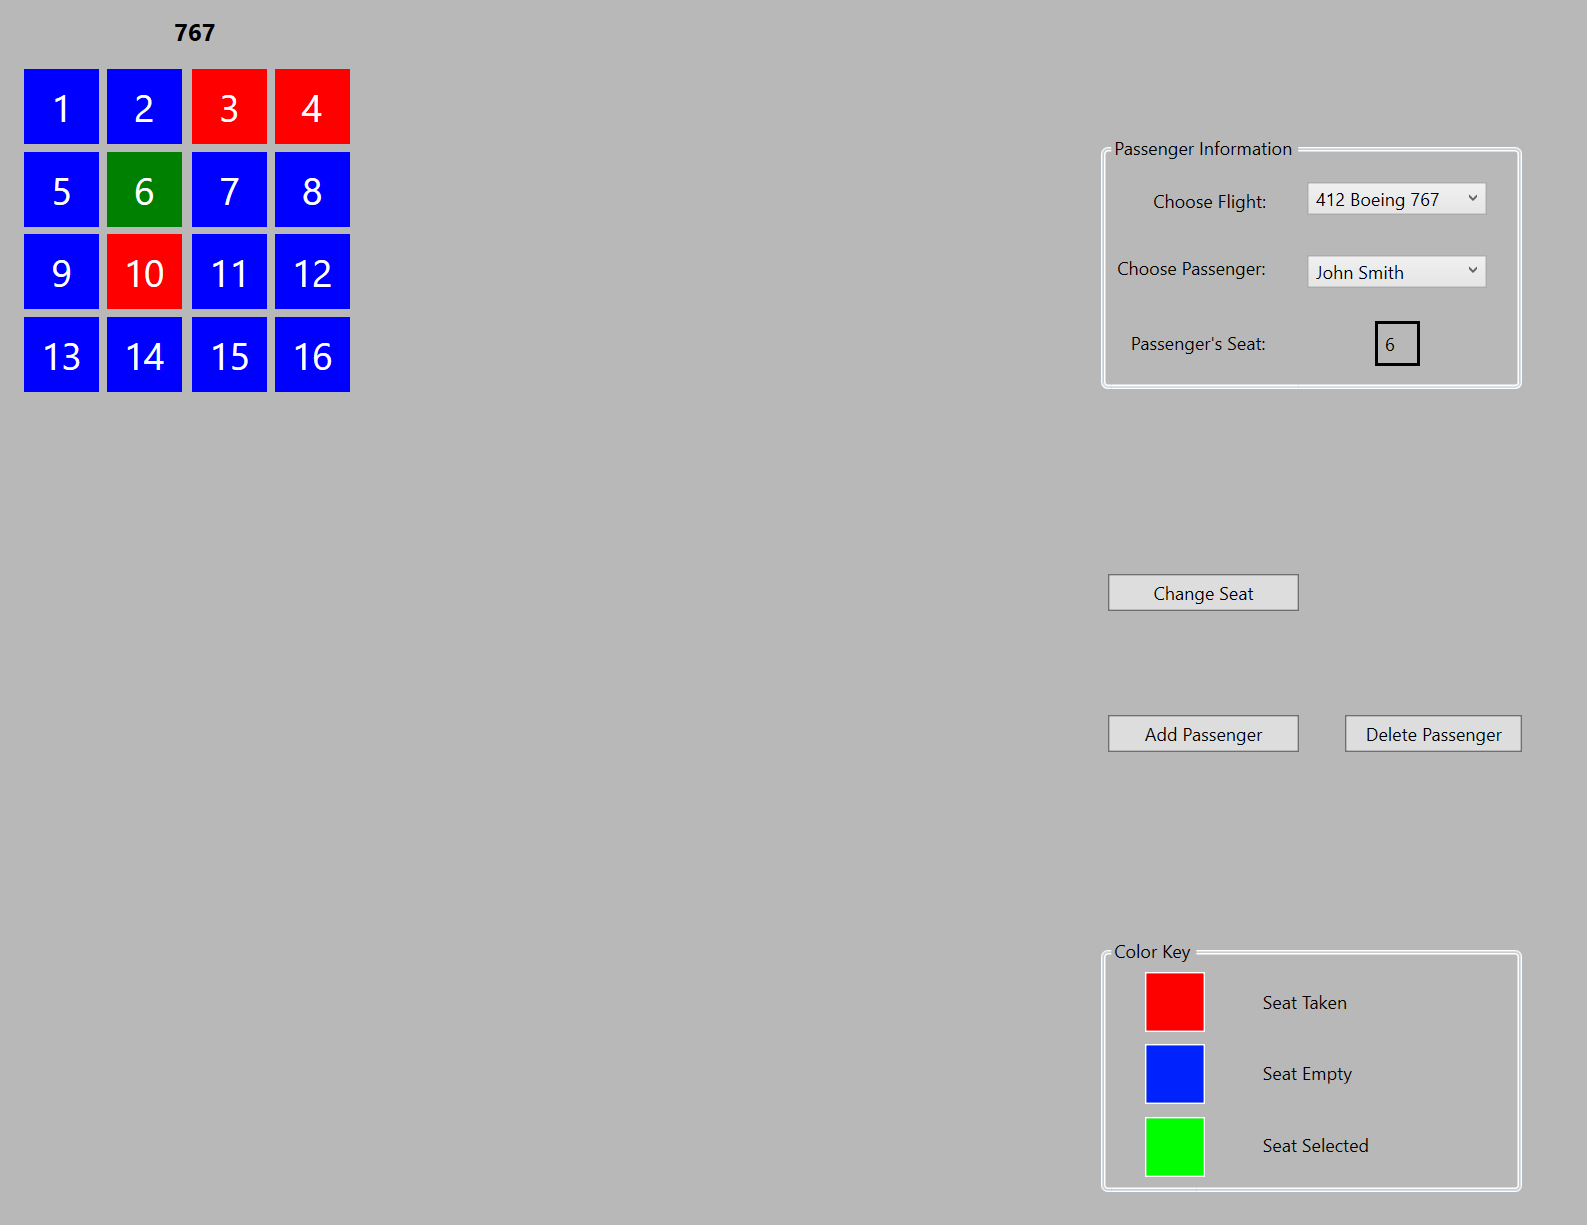 767
1 2 3 4
5 6 7 8
9 10 11 12
13 14 15 16
Passenger Information
Choose Flight: 412 Boeing 767
Choose Passenger: John Smith
Passenger's Seat: 6
Change Seat
Add Passenger Delete Passenger
Color Key
Seat Taken
Seat Empty
Seat Selected